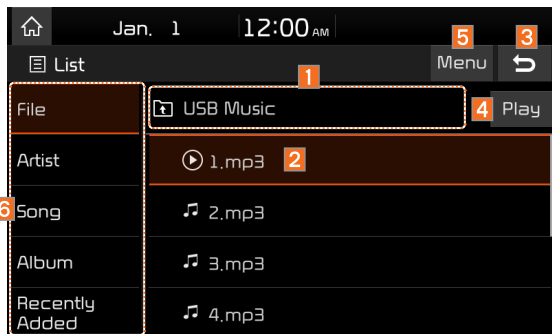 Jan. 1 12:00 AM
List
5
Menu
3
1
File
USB Music
4
Play
Artist
1.mp3
2
6
Song
2.mp3
Album
3.mp3
Recently
Added
4.mp3